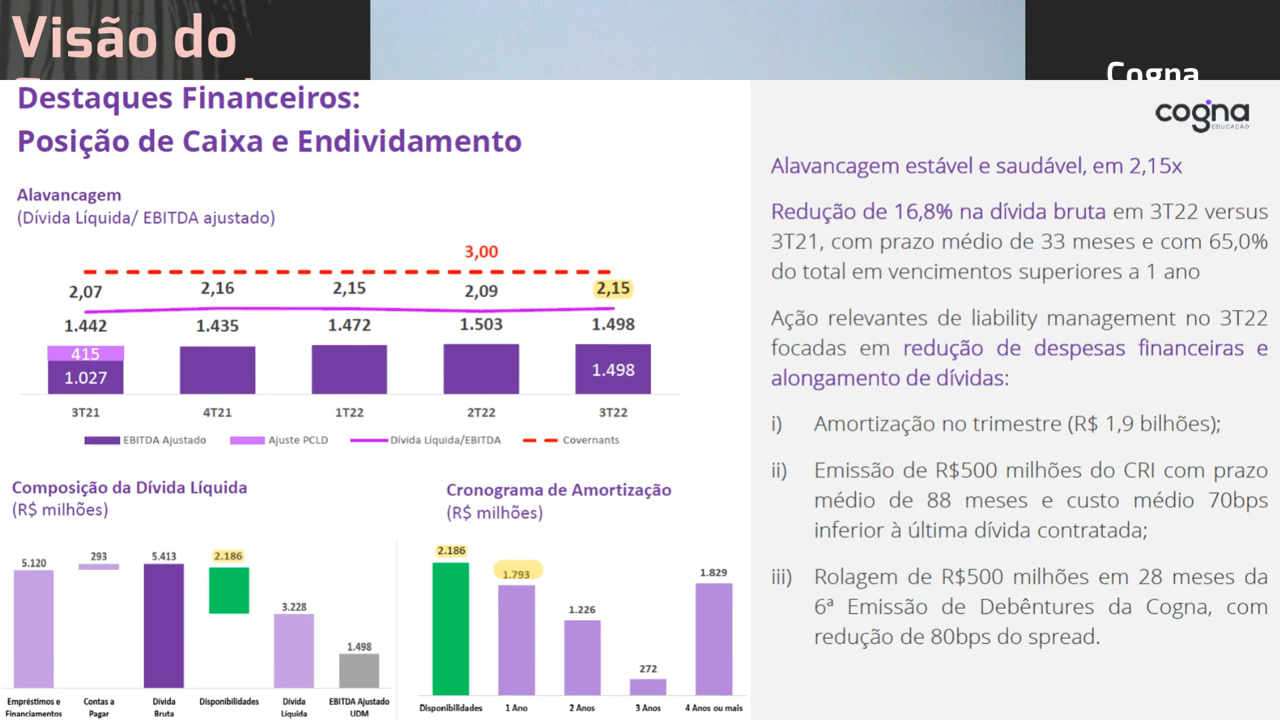 Visão do
Cogna
Destaques Financeiros:
Posição de Caixa e Endividamento
Alavancagem
(Dívida Líquida/ EBITDA ajustado)
3,00
2,07 2,16 2,15 2,09 2,15
1.442 1.435 1.472 1.503 1.498
415
1.027 1.498
3T21 4T21 1T22 2T22 3T22
EBITDA Ajustado Ajuste PCLD Dívida Líquida/EBITDA Covernants
Composição da Dívida Líquida
(R$ milhões)
5.120 293 5.413 2.186 3.228 1.498
Empréstimos e Financiamentos
Contas a Pagar
Dívida Bruta
Disponibilidades
Dívida Líquida
EBITDA Ajustado UDM
Cronograma de Amortização
(R$ milhões)
2.186 1.793 1.226 272 1.829
Disponibilidades 1 Ano 2 Anos 3 Anos 4 Anos ou mais
cogna
EDUCAÇÃO
Alavancagem estável e saudável, em 2,15x
Redução de 16,8% na dívida bruta em 3T22 versus
3T21, com prazo médio de 33 meses e com 65,0%
do total em vencimentos superiores a 1 ano
Ação relevantes de liability management no 3T22
focadas em redução de despesas financeiras e
alongamento de dívidas:
i) Amortização no trimestre (R$ 1,9 bilhões);
ii) Emissão de R$500 milhões do CRI com prazo
médio de 88 meses e custo médio 70bps
inferior à última dívida contratada;
iii) Rolagem de R$500 milhões em 28 meses da
6ª Emissão de Debêntures da Cogna, com
redução de 80bps do spread.